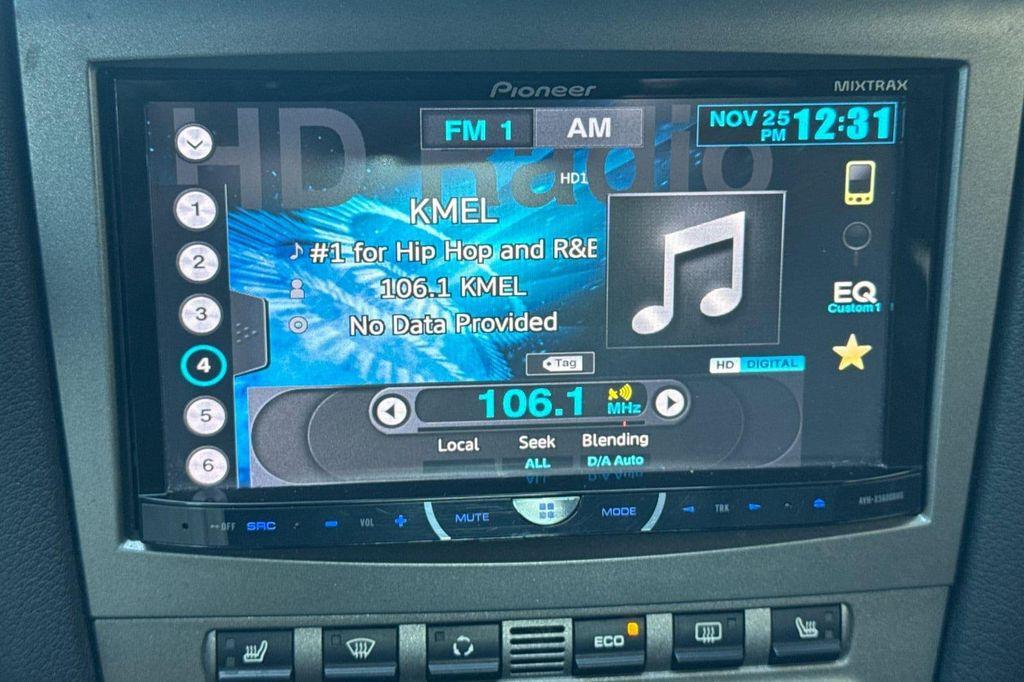 Pioneer
MIXTRAX
HD Radio
FM 1
AM
NOV 25
PM
12:31
HD1
KMEL
#1 for Hip Hop and R&B
106.1 KMEL
No Data Provided
1
2
3
4
5
6
EQ
Custom1
Tag
HD DIGITAL
106.1
MHz
Local
Seek
ALL
Blending
D/A Auto
OFF
SRC
VOL
MUTE
MODE
TRK
ECO